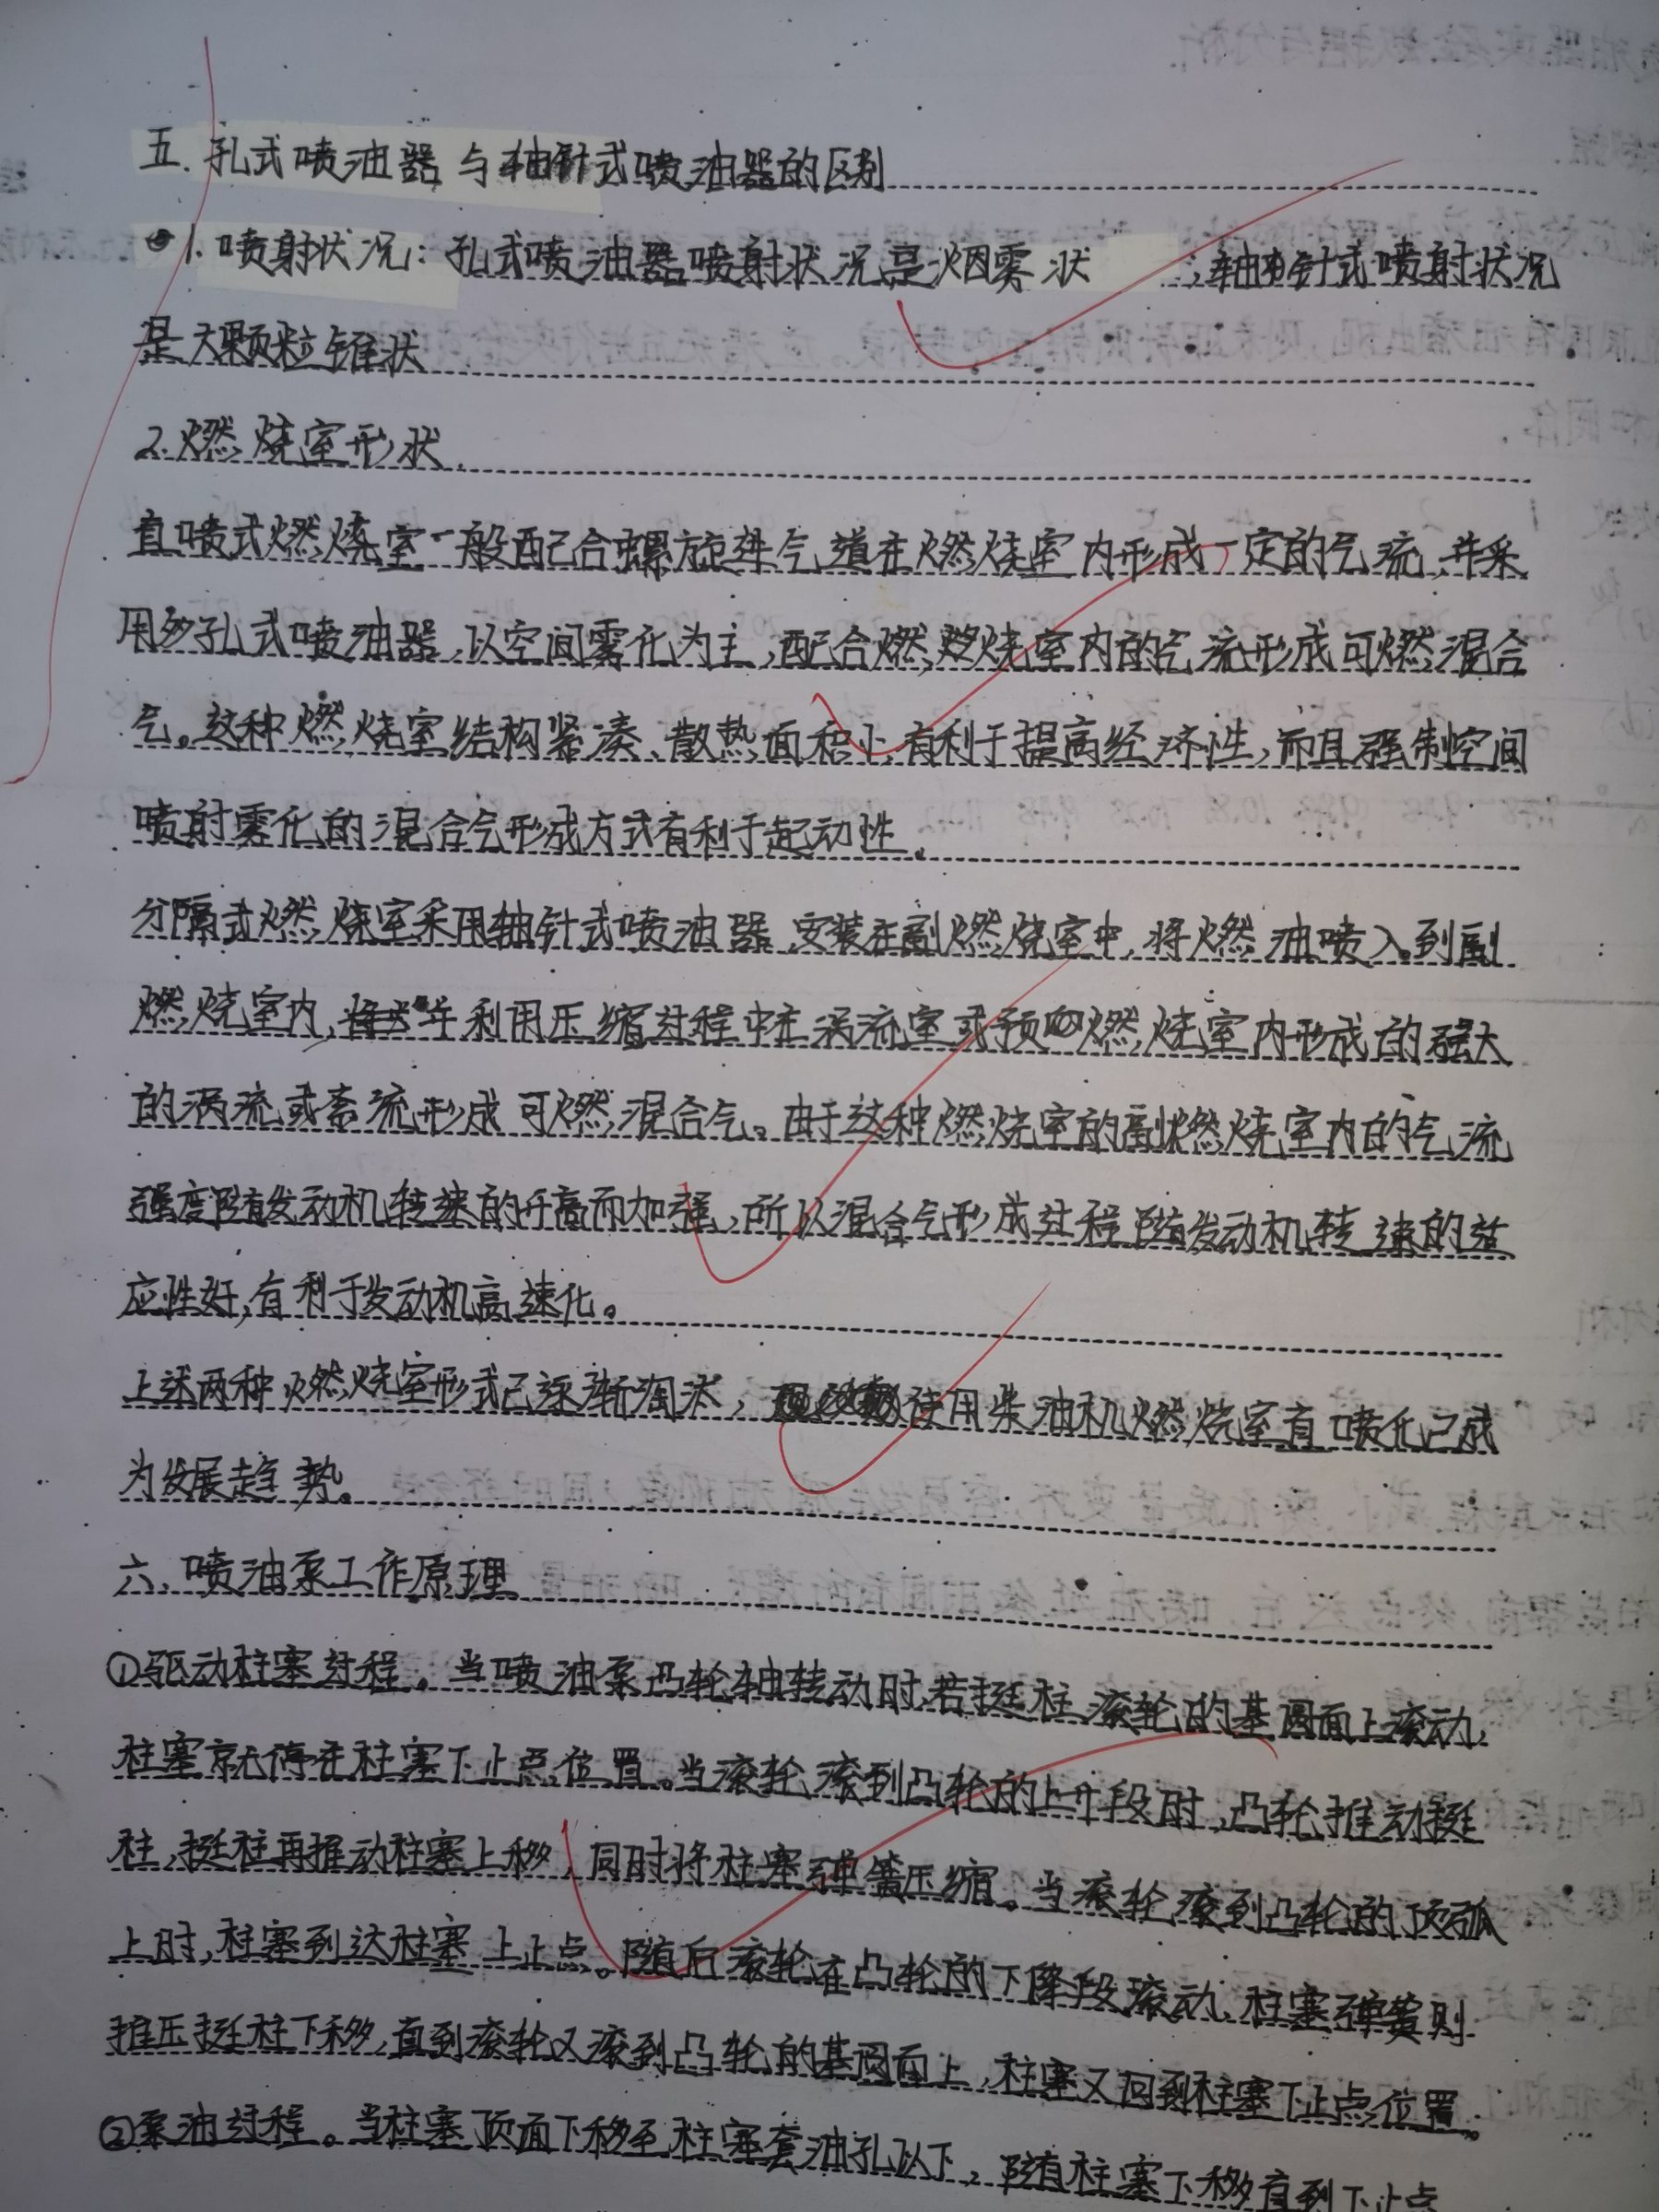 五. 孔式喷油器与轴针式喷油器的区别
1. 喷射状况: 孔式喷油器喷射状况是烟雾状;轴针式喷射状况
是大颗粒锥状
2.燃烧室形状.
直喷式燃烧室一般配合螺旋进气道在燃烧室内形成一定的气流,并采
用多孔式喷油器,以空间雾化为主,配合燃燃烧室内的气流形成可燃混合
气。这种燃烧室结构紧凑、散热面积小,有利于提高经济性,而且强制空间
喷射雾化的混合气形成方式有利于起动性.
分隔式燃烧室采用轴针式喷油器,安装在副燃烧室中,将燃油喷入到副
燃烧室内,并利用压缩过程中在涡流室或预燃烧室内形成的强大
的涡流或紊流形成可燃混合气。由于这种燃烧室的副燃烧室内的气流
强度随发动机转速的升高而加强,所以混合气形成过程随发动机转速的适
应性好,有利于发动机高速化。
上述两种燃烧室形式已逐渐淘汰,使用柴油机燃烧室直喷化已成
为发展趋势。
六.喷油泵工作原理
①驱动柱塞过程。当喷油泵凸轮轴转动时,若挺柱滚轮的基圆面上滚动,
柱塞就停在柱塞下止点位置。当滚轮滚到凸轮的上升段时,凸轮推动挺
柱,挺柱再推动柱塞上移,同时将柱塞弹簧压缩。当滚轮滚到凸轮的顶弧
上时,柱塞到达柱塞上止点。随后滚轮在凸轮的下降段滚动,柱塞弹簧则
推压挺柱下移,直到滚轮又滚到凸轮的基圆面上,柱塞又回到柱塞下止点位置。
②泵油过程。当柱塞顶面下移至柱塞套油孔以下,随柱塞下移直到下止点